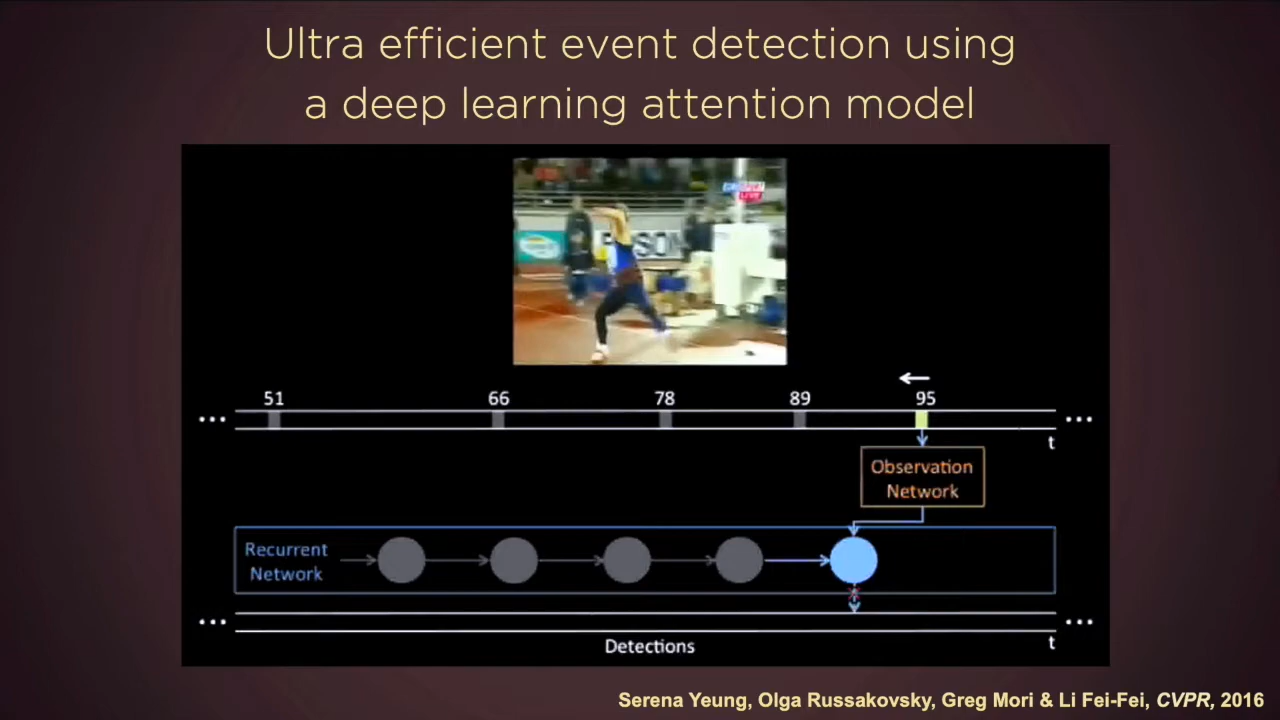 Ultra efficient event detection using
a deep learning attention model
LIVE
51 66 78 89 95
... ...
t
Observation
Network
Recurrent
Network
... ...
Detections
t
Serena Yeung, Olga Russakovsky, Greg Mori & Li Fei-Fei, CVPR, 2016